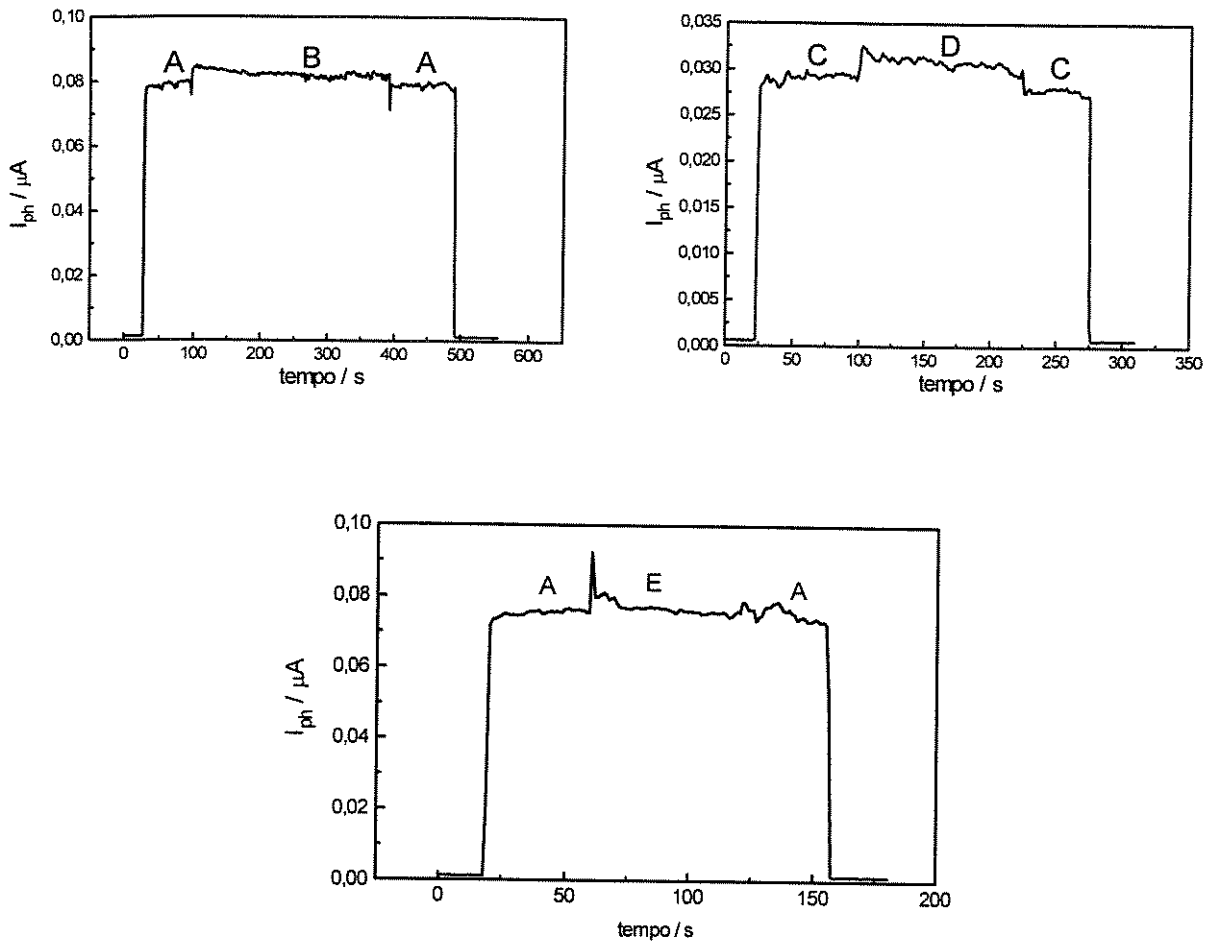 0,10
0,08
0,06
0,04
0,02
0,00
I_ph / μA
A B A
0 100 200 300 400 500 600
tempo / s
0,035
0,030
0,025
0,020
0,015
0,010
0,005
0,000
I_ph / μA
C D C
0 50 100 150 200 250 300 350
tempo / s
0,10
0,08
0,06
0,04
0,02
0,00
I_ph / μA
A E A
0 50 100 150 200
tempo / s